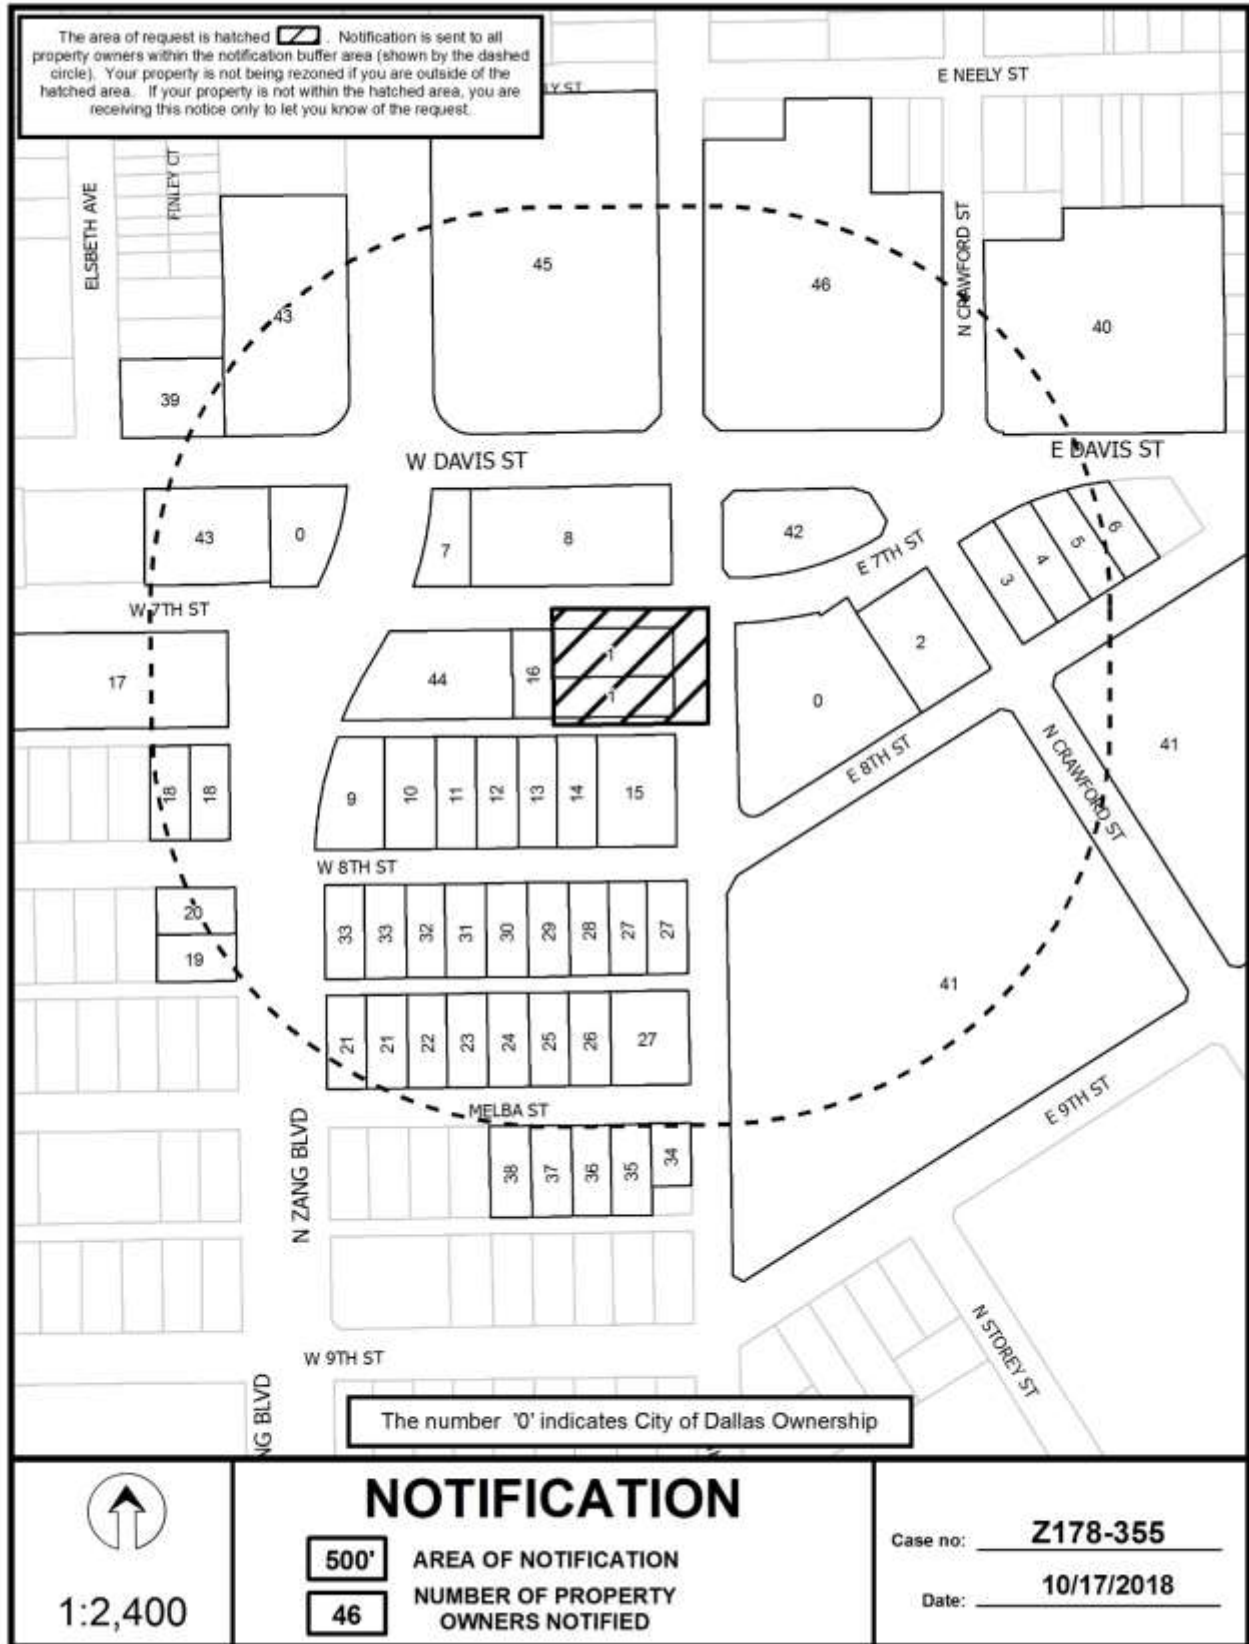 The area of request is hatched . Notification is sent to all
property owners within the notification buffer area (shown by the dashed
circle). Your property is not being rezoned if you are outside of the
hatched area. If your property is not within the hatched area, you are
receiving this notice only to let you know of the request.
E NEELY ST
Y ST
FINLEY CT
ELSBETH AVE
N CRAWFORD ST
45
46
43
40
39
W DAVIS ST
E DAVIS ST
43
0
7
8
42
E 7TH ST
3
4
5
6
W 7TH ST
17
44
16
1
1
0
2
41
N CRAWFORD ST
E 8TH ST
18
18
9
10
11
12
13
14
15
W 8TH ST
20
19
33
33
32
31
30
29
28
27
27
41
21
21
22
23
24
25
26
27
MELBA ST
E 9TH ST
N ZANG BLVD
38
37
36
35
34
N STOREY ST
W 9TH ST
NG BLVD
The number '0' indicates City of Dallas Ownership
1:2,400
NOTIFICATION
500' AREA OF NOTIFICATION
46 NUMBER OF PROPERTY
OWNERS NOTIFIED
Case no: Z178-355
Date: 10/17/2018